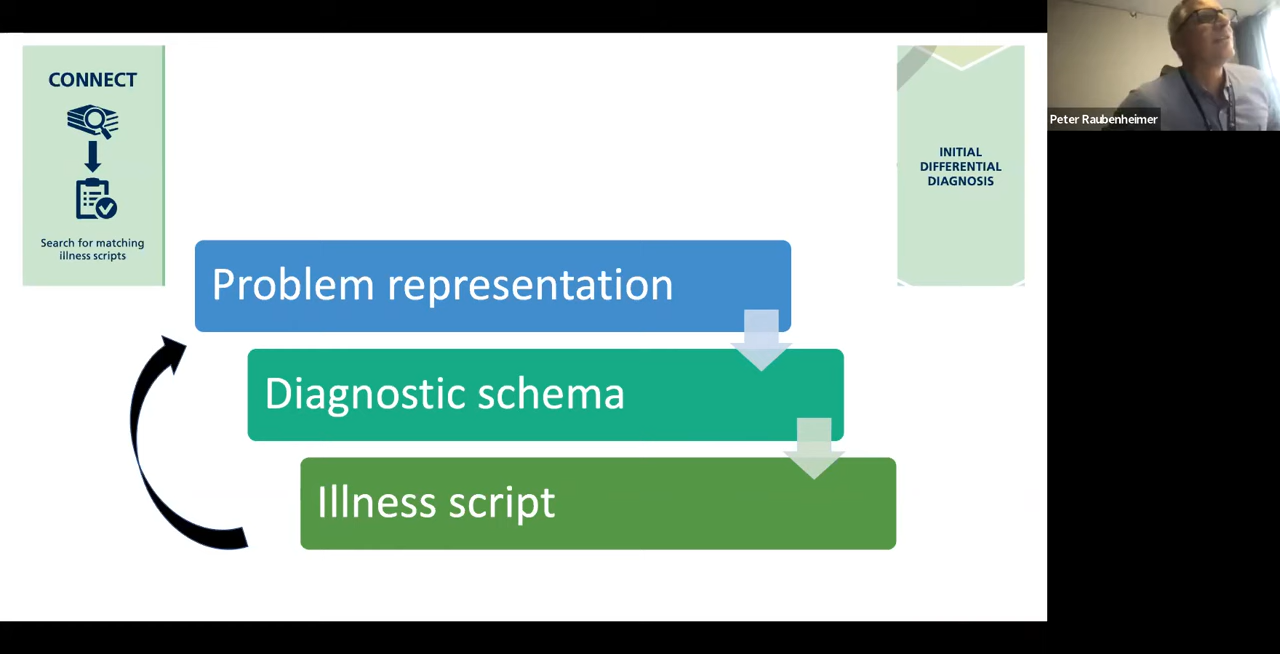 CONNECT
Search for matching
illness scripts
INITIAL
DIFFERENTIAL
DIAGNOSIS
Peter Raubenheimer
Problem representation
Diagnostic schema
Illness script